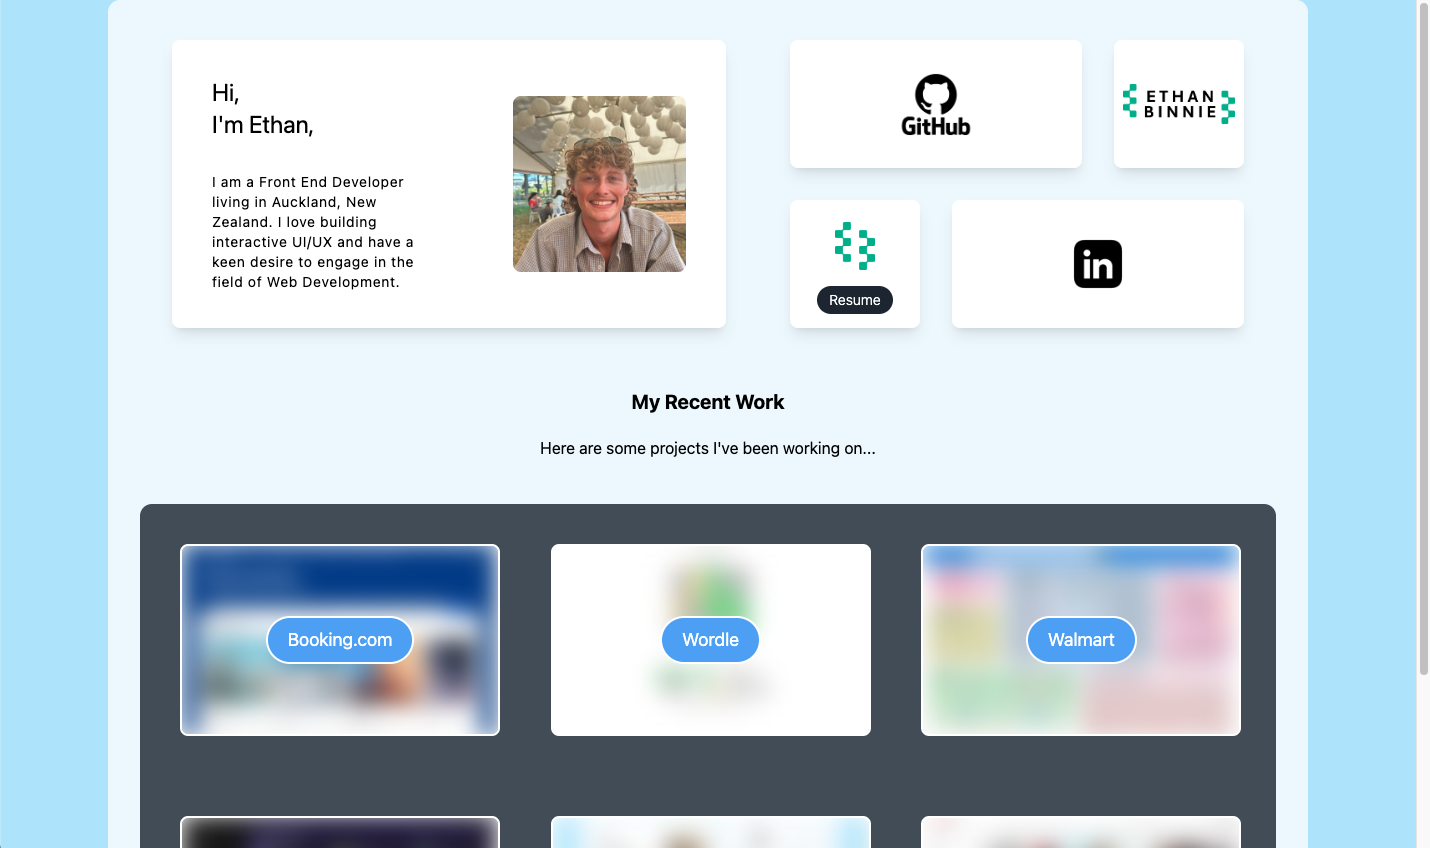 Hi,
I'm Ethan,
I am a Front End Developer
living in Auckland, New
Zealand. I love building
interactive UI/UX and have a
keen desire to engage in the
field of Web Development.
GitHub
ETHAN
BINNIE
Resume
in
My Recent Work
Here are some projects I've been working on...
Booking.com
Wordle
Walmart